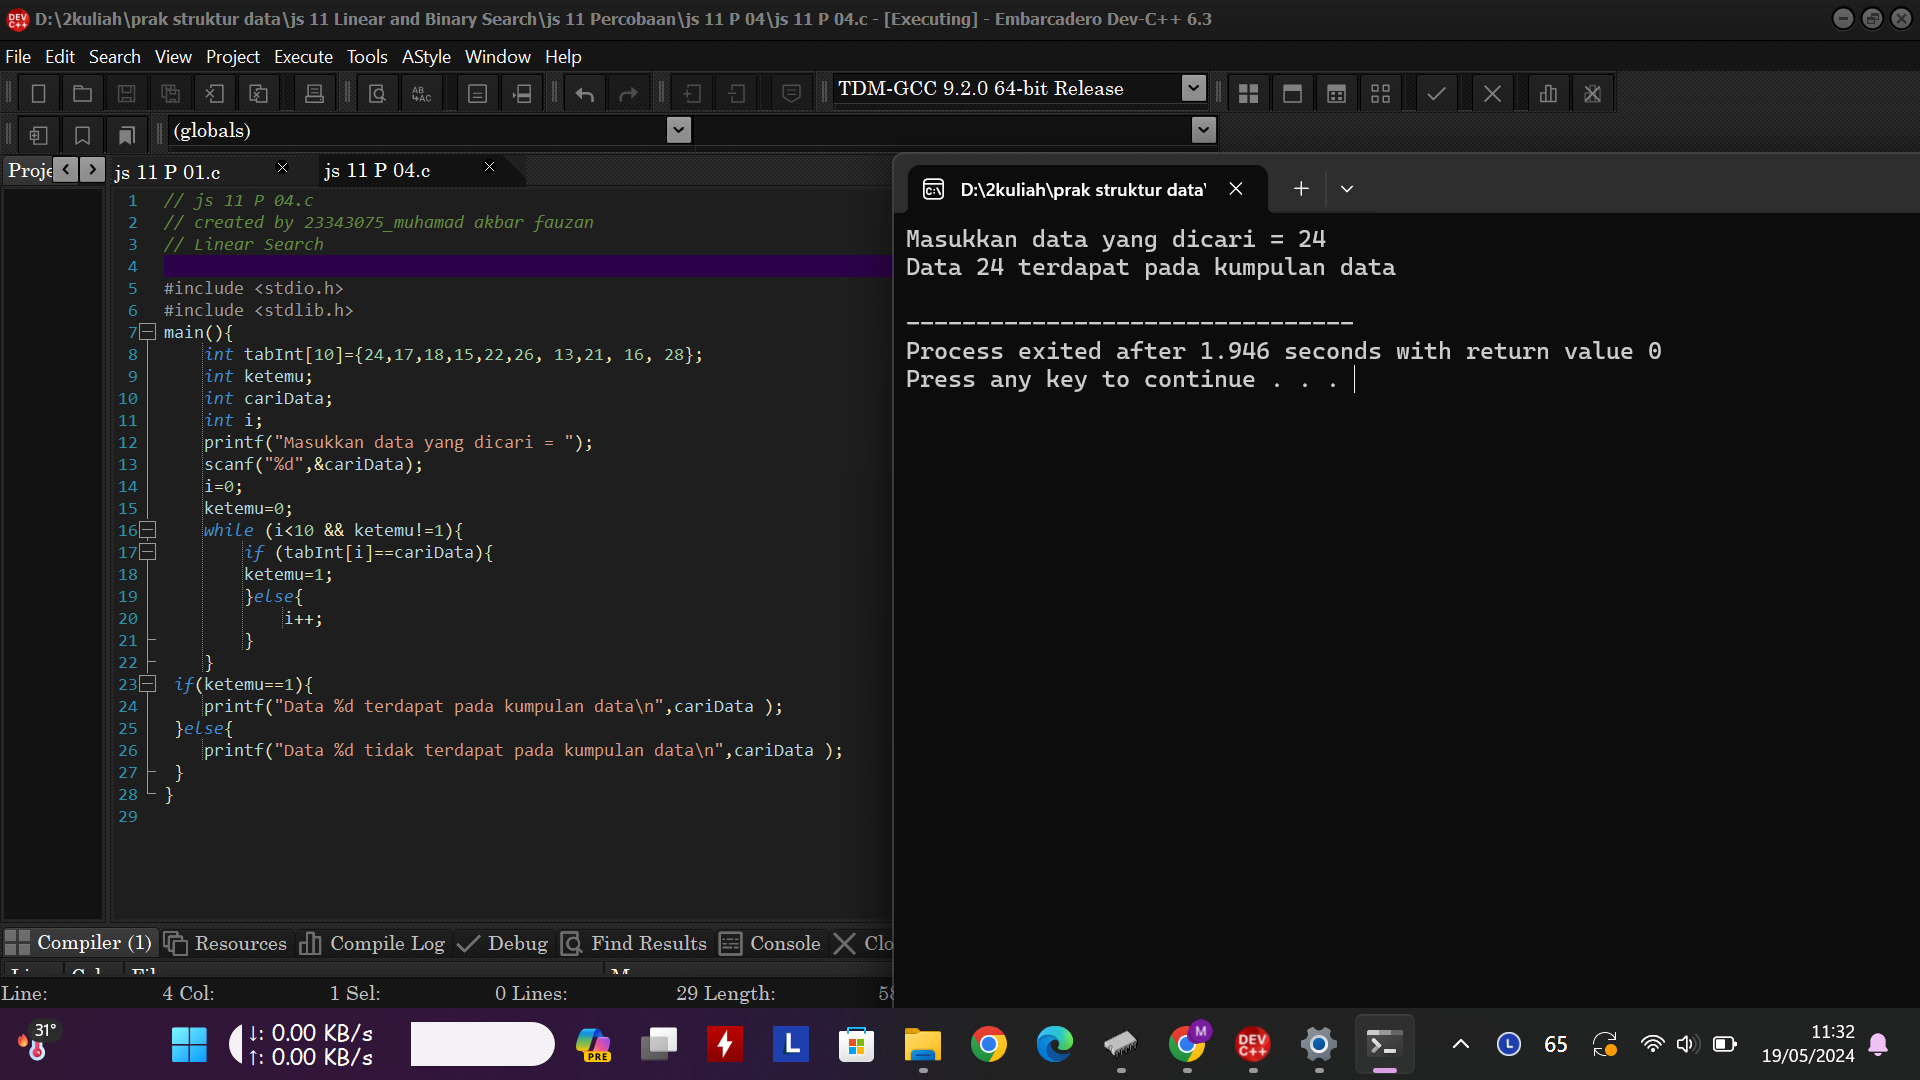 D:\2kuliah\prak struktur data\js 11 Linear and Binary Search\js 11 Percobaan\js 11 P 04\js 11 P 04.c - [Executing] - Embarcadero Dev-C++ 6.3
File Edit Search View Project Execute Tools AStyle Window Help
TDM-GCC 9.2.0 64-bit Release
(globals)
Proje
js 11 P 01.c
js 11 P 04.c
1 // js 11 P 04.c
2 // created by 23343075_muhamad akbar fauzan
3 // Linear Search
4
5 #include <stdio.h>
6 #include <stdlib.h>
7 main(){
8 int tabInt[10]={24,17,18,15,22,26, 13,21, 16, 28};
9 int ketemu;
10 int cariData;
11 int i;
12 printf("Masukkan data yang dicari = ");
13 scanf("%d",&cariData);
14 i=0;
15 ketemu=0;
16 while (i<10 && ketemu!=1){
17 if (tabInt[i]==cariData){
18 ketemu=1;
19 }else{
20 i++;
21 }
22 }
23 if(ketemu==1){
24 printf("Data %d terdapat pada kumpulan data\n",cariData );
25 }else{
26 printf("Data %d tidak terdapat pada kumpulan data\n",cariData );
27 }
28 }
29
D:\2kuliah\prak struktur data\
Masukkan data yang dicari = 24
Data 24 terdapat pada kumpulan data
--------------------------------
Process exited after 1.946 seconds with return value 0
Press any key to continue . . .
Compiler (1) Resources Compile Log Debug Find Results Console Clo
Line: 4 Col: 1 Sel: 0 Lines: 29 Length:
31°
↓: 0.00 KB/s
↑: 0.00 KB/s
PRE
L
M
DEV C++
L
65
11:32
19/05/2024